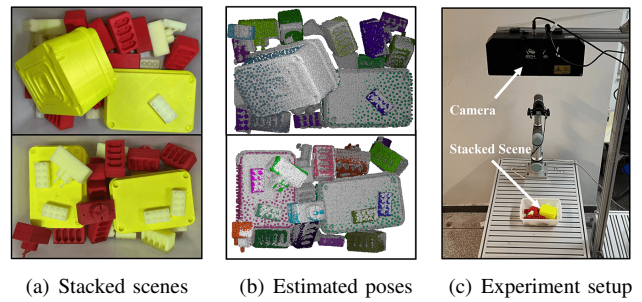 Camera
Stacked Scene
(a) Stacked scenes
(b) Estimated poses
(c) Experiment setup